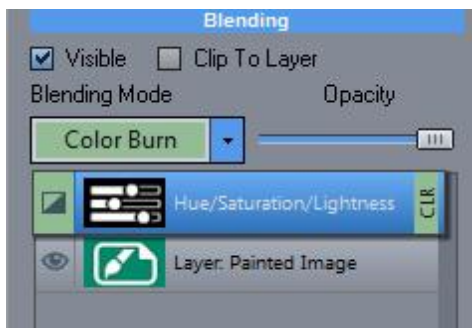 Blending
Visible Clip To Layer
Blending Mode Opacity
Color Burn
Hue/Saturation/Lightness CLR
Layer: Painted Image